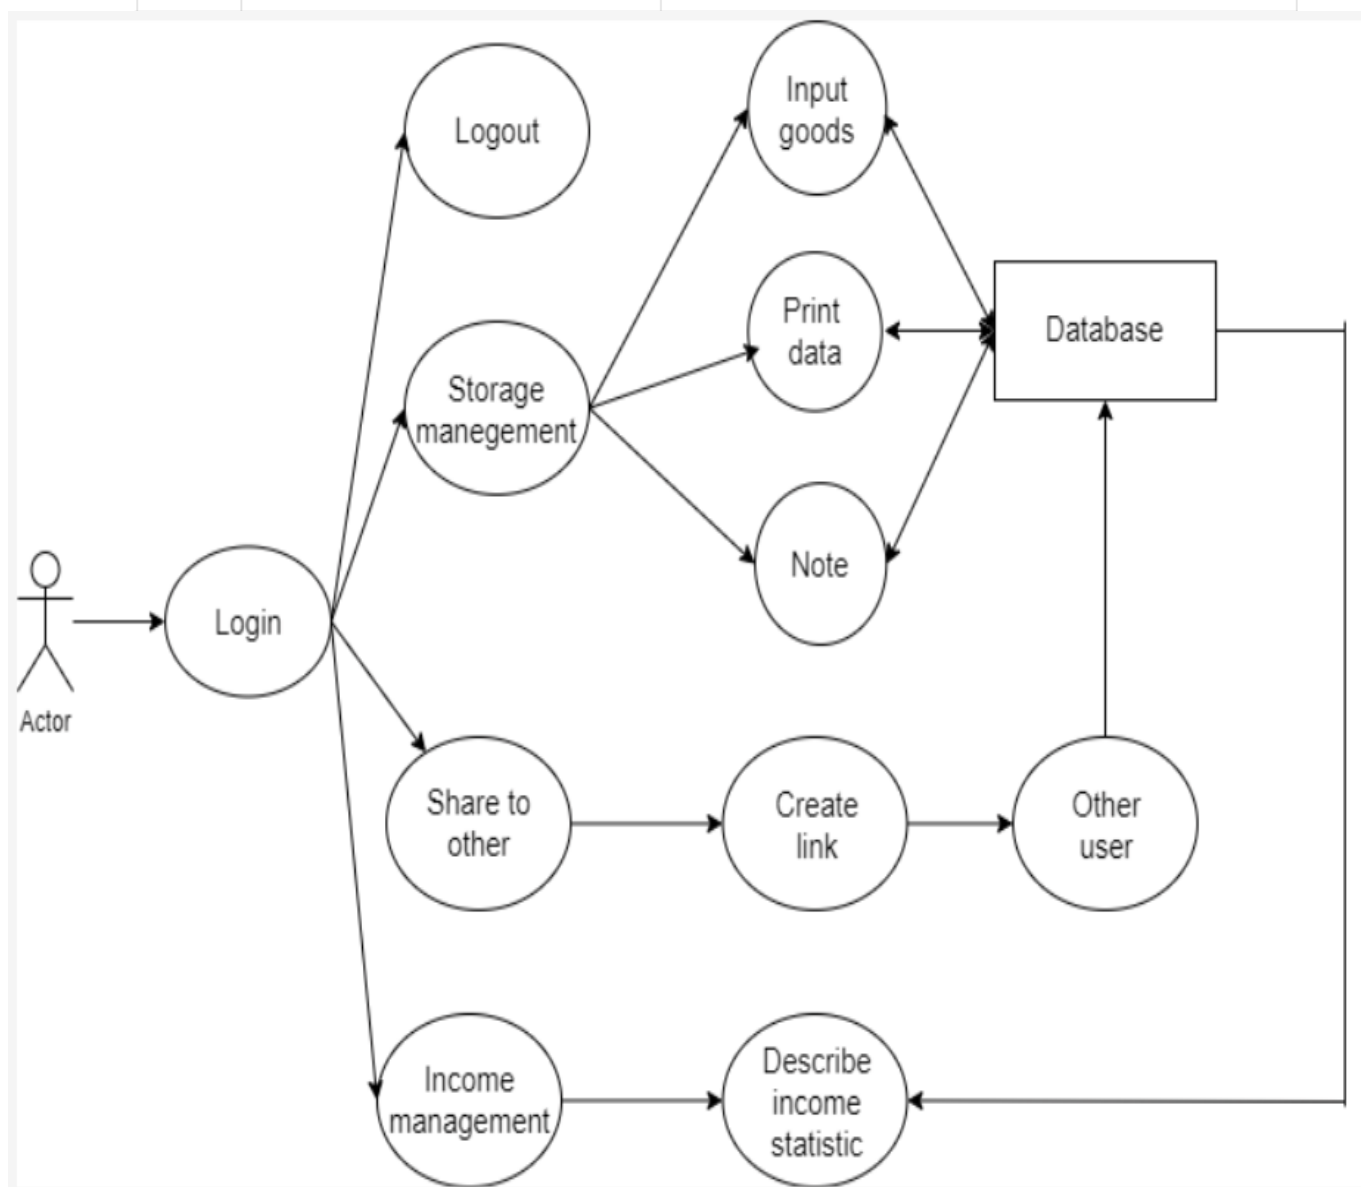 Input
goods
Logout
Print
data
Database
Storage
manegement
Note
Login
Actor
Share to
other
Create
link
Other
user
Income
management
Describe
income
statistic